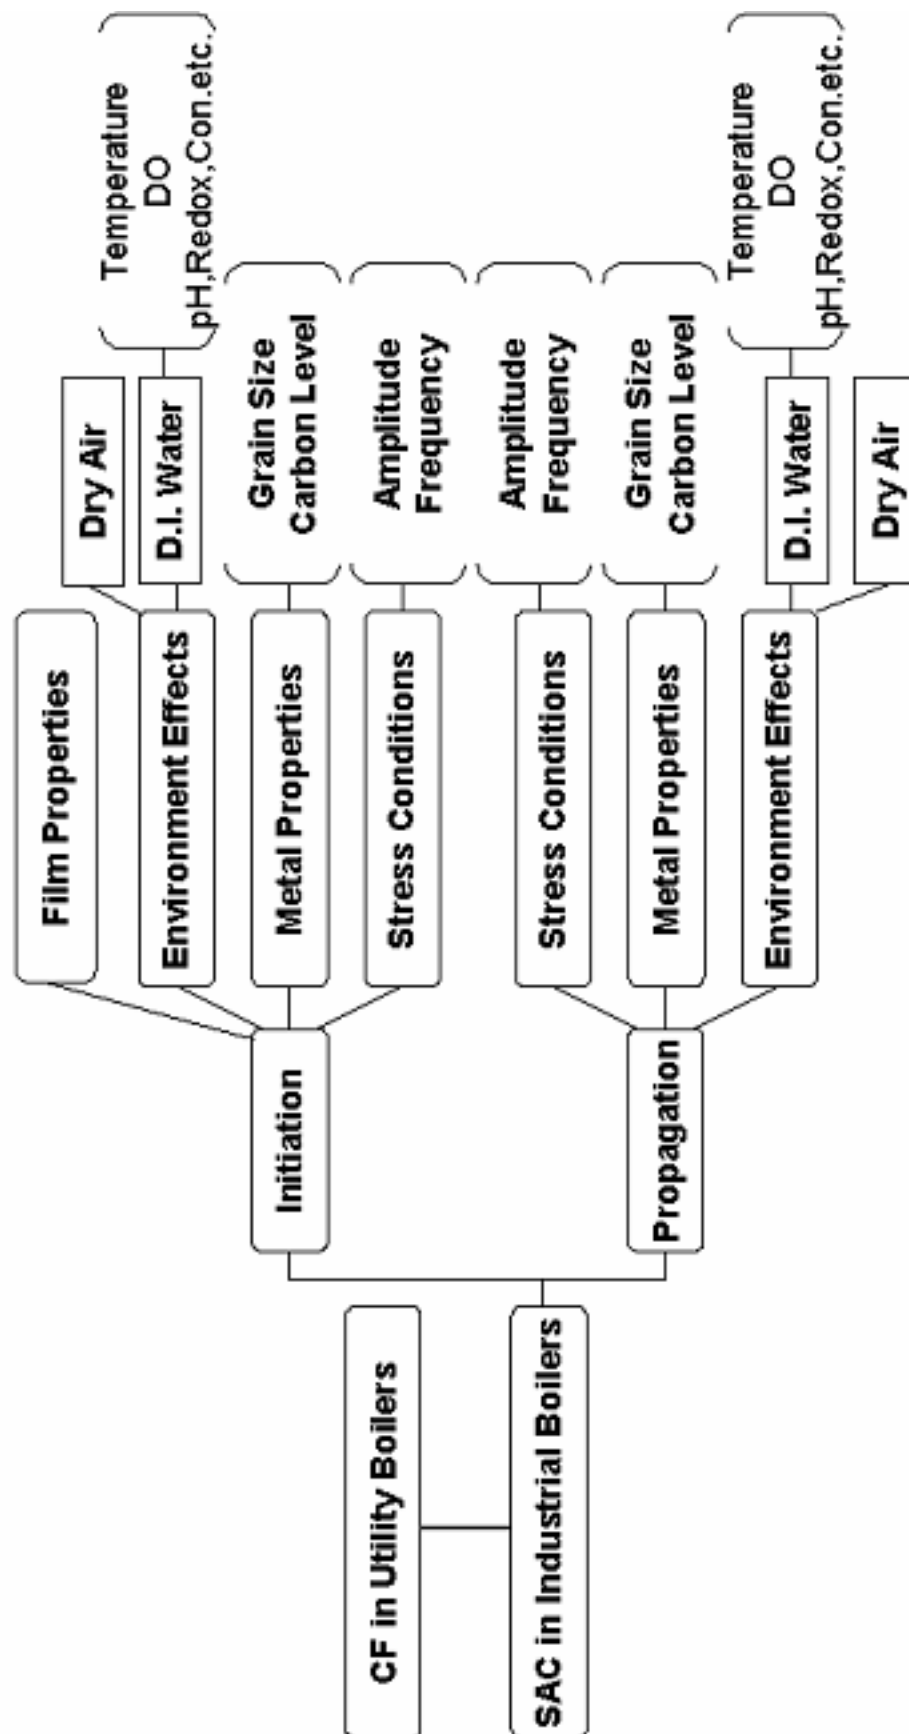 CF in Utility Boilers
SAC in Industrial Boilers
Initiation
Propagation
Film Properties
Environment Effects
Metal Properties
Stress Conditions
Stress Conditions
Metal Properties
Environment Effects
Dry Air
D.I. Water
Grain Size
Carbon Level
Amplitude
Frequency
Amplitude
Frequency
Grain Size
Carbon Level
D.I. Water
Dry Air
Temperature
DO
pH,Redox,Con.etc.
Temperature
DO
pH,Redox,Con.etc.